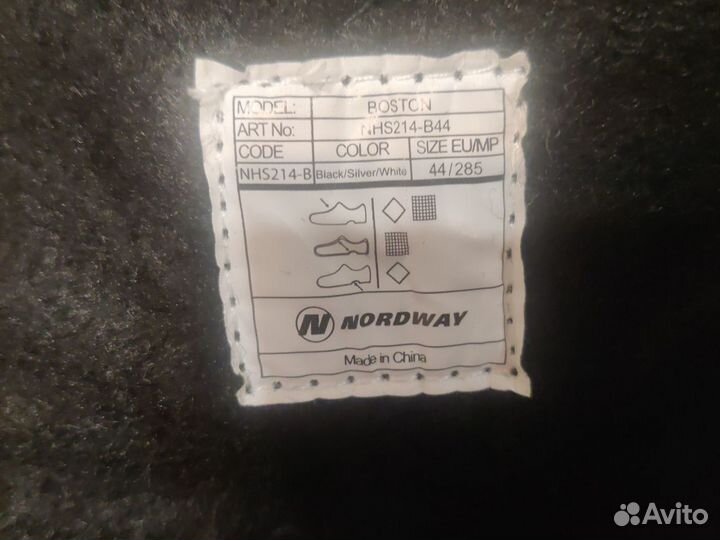 MODEL: BOSTON
ART No: NHS214-B44
CODE COLOR SIZE EU/MP
NHS214-B Black/Silver/White 44/285
N NORDWAY
Made in China
Avito